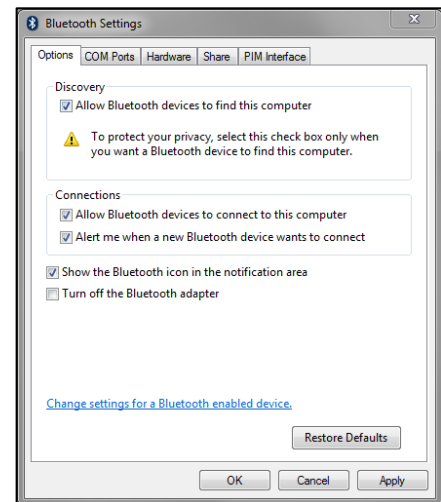 Bluetooth Settings
Options COM Ports Hardware Share PIM Interface
Discovery
Allow Bluetooth devices to find this computer
To protect your privacy, select this check box only when
you want a Bluetooth device to find this computer.
Connections
Allow Bluetooth devices to connect to this computer
Alert me when a new Bluetooth device wants to connect
Show the Bluetooth icon in the notification area
Turn off the Bluetooth adapter
Change settings for a Bluetooth enabled device.
Restore Defaults
OK Cancel Apply